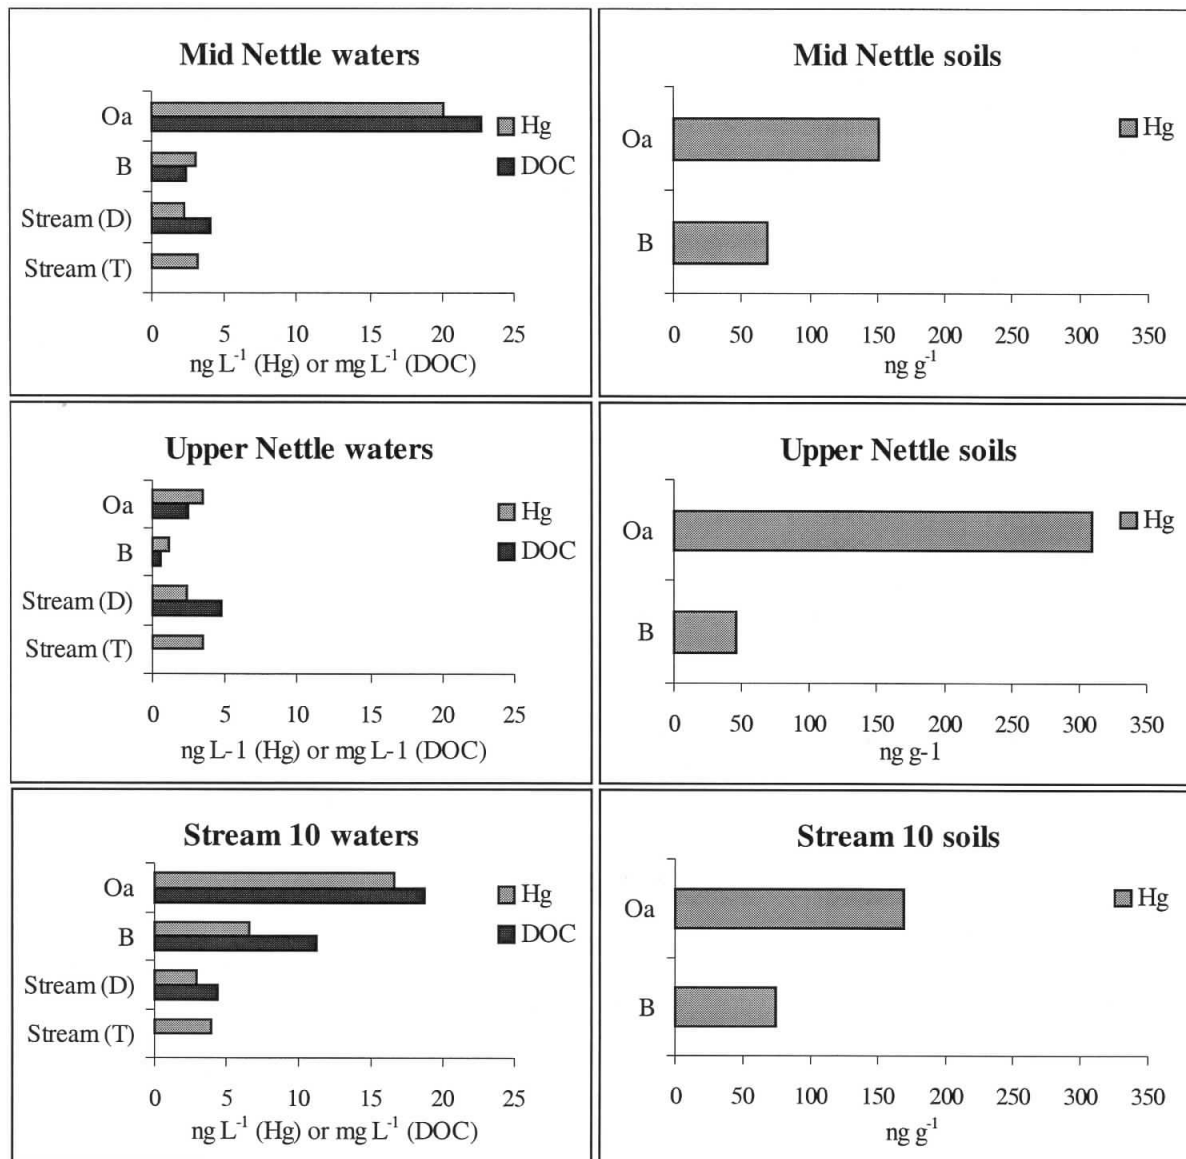 Mid Nettle waters
Oa
B
Stream (D)
Stream (T)
Hg
DOC
0 5 10 15 20 25
ng L-1 (Hg) or mg L-1 (DOC)
Mid Nettle soils
Oa
B
Hg
0 50 100 150 200 250 300 350
ng g-1
Upper Nettle waters
Oa
B
Stream (D)
Stream (T)
Hg
DOC
0 5 10 15 20 25
ng L-1 (Hg) or mg L-1 (DOC)
Upper Nettle soils
Oa
B
Hg
0 50 100 150 200 250 300 350
ng g-1
Stream 10 waters
Oa
B
Stream (D)
Stream (T)
Hg
DOC
0 5 10 15 20 25
ng L-1 (Hg) or mg L-1 (DOC)
Stream 10 soils
Oa
B
Hg
0 50 100 150 200 250 300 350
ng g-1